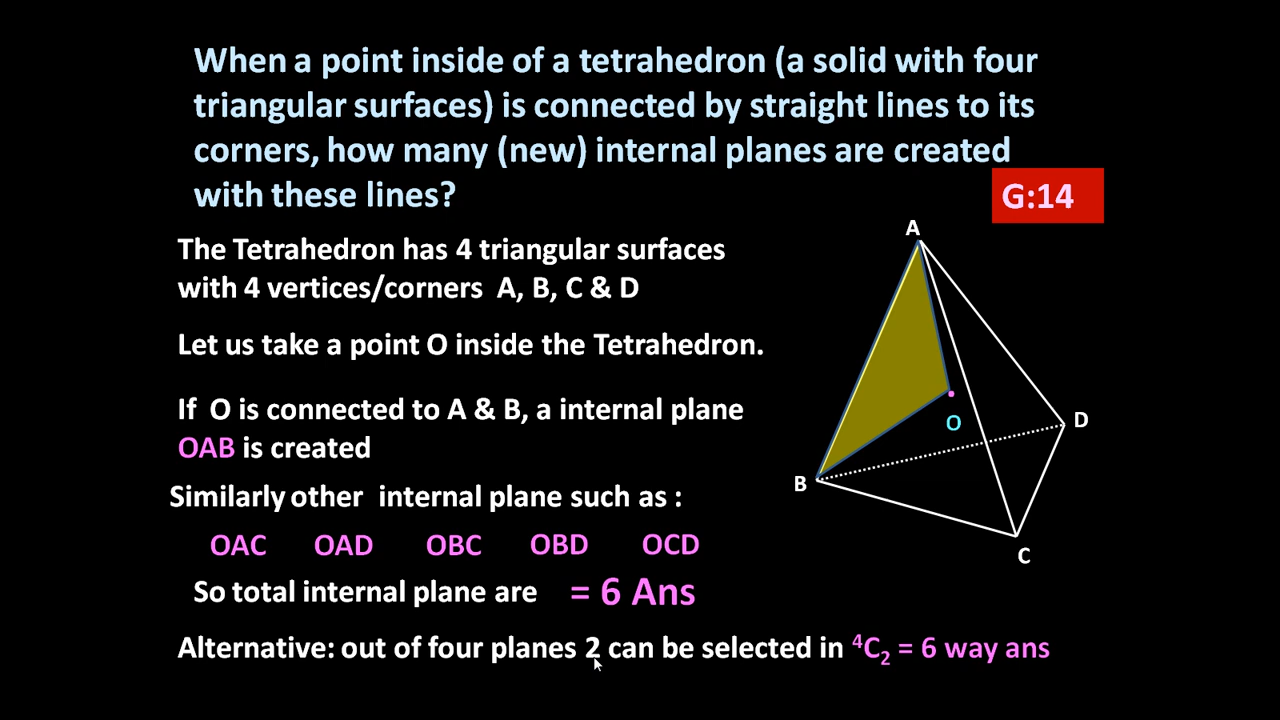 When a point inside of a tetrahedron (a solid with four
triangular surfaces) is connected by straight lines to its
corners, how many (new) internal planes are created
with these lines?
G:14
The Tetrahedron has 4 triangular surfaces
with 4 vertices/corners A, B, C & D
Let us take a point O inside the Tetrahedron.
If O is connected to A & B, a internal plane
OAB is created
Similarly other internal plane such as :
OAC OAD OBC OBD OCD
So total internal plane are = 6 Ans
Alternative: out of four planes 2 can be selected in ⁴C₂ = 6 way ans
A
D
O
B
C